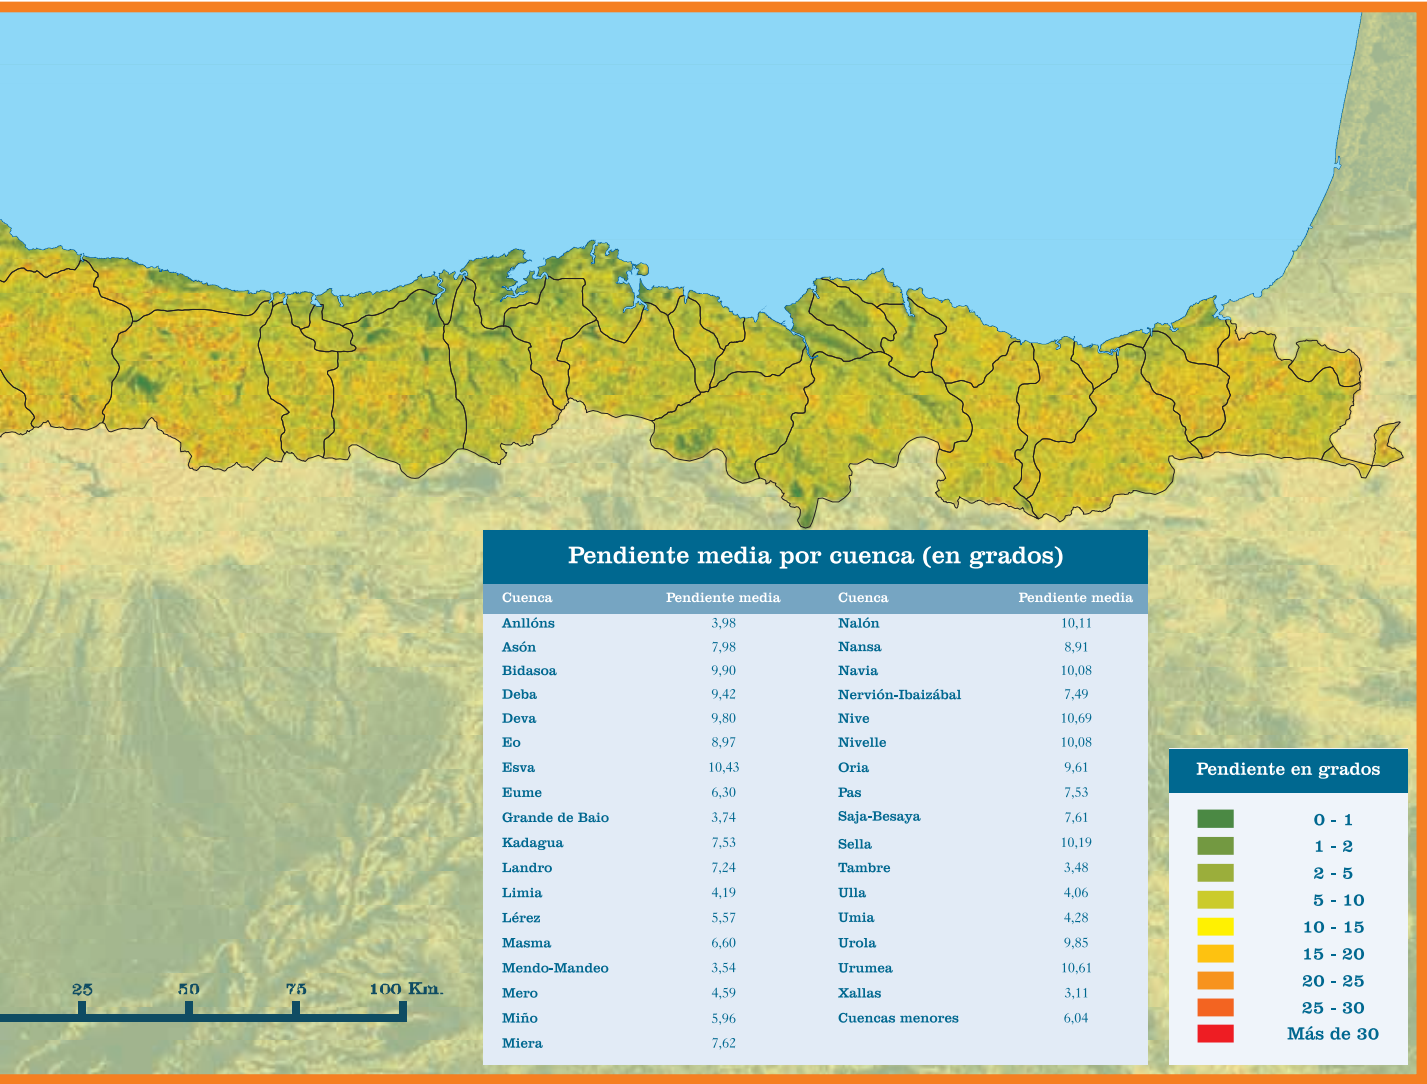 Pendiente media por cuenca (en grados)
Cuenca Pendiente media Cuenca Pendiente media
Anllóns 3,98 Nalón 10,11
Asón 7,98 Nansa 8,91
Bidasoa 9,90 Navia 10,08
Deba 9,42 Nervión-Ibaizábal 7,49
Deva 9,80 Nive 10,69
Eo 8,97 Nivelle 10,08
Esva 10,43 Oria 9,61
Eume 6,30 Pas 7,53
Grande de Baio 3,74 Saja-Besaya 7,61
Kadagua 7,53 Sella 10,19
Landro 7,24 Tambre 3,48
Limia 4,19 Ulla 4,06
Lérez 5,57 Umia 4,28
Masma 6,60 Urola 9,85
Mendo-Mandeo 3,54 Urumea 10,61
Mero 4,59 Xallas 3,11
Miño 5,96 Cuencas menores 6,04
Miera 7,62
Pendiente en grados
0 - 1
1 - 2
2 - 5
5 - 10
10 - 15
15 - 20
20 - 25
25 - 30
Más de 30
25 50 75 100 Km.